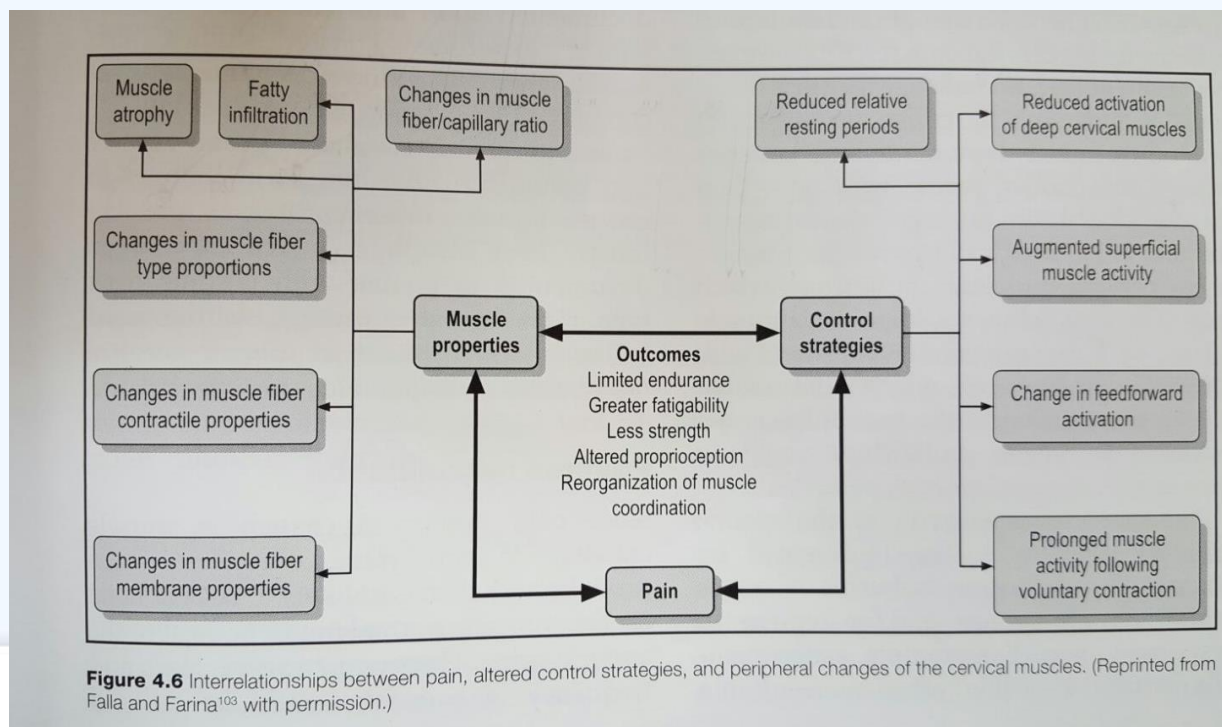 Muscle
atrophy
Fatty
infiltration
Changes in muscle
fiber/capillary ratio
Reduced relative
resting periods
Reduced activation
of deep cervical muscles
Changes in muscle fiber
type proportions
Augmented superficial
muscle activity
Muscle
properties
Control
strategies
Outcomes
Limited endurance
Greater fatigability
Less strength
Altered proprioception
Reorganization of muscle
coordination
Changes in muscle fiber
contractile properties
Change in feedforward
activation
Changes in muscle fiber
membrane properties
Pain
Prolonged muscle
activity following
voluntary contraction
Figure 4.6 Interrelationships between pain, altered control strategies, and peripheral changes of the cervical muscles. (Reprinted from
Falla and Farina¹⁰³ with permission.)